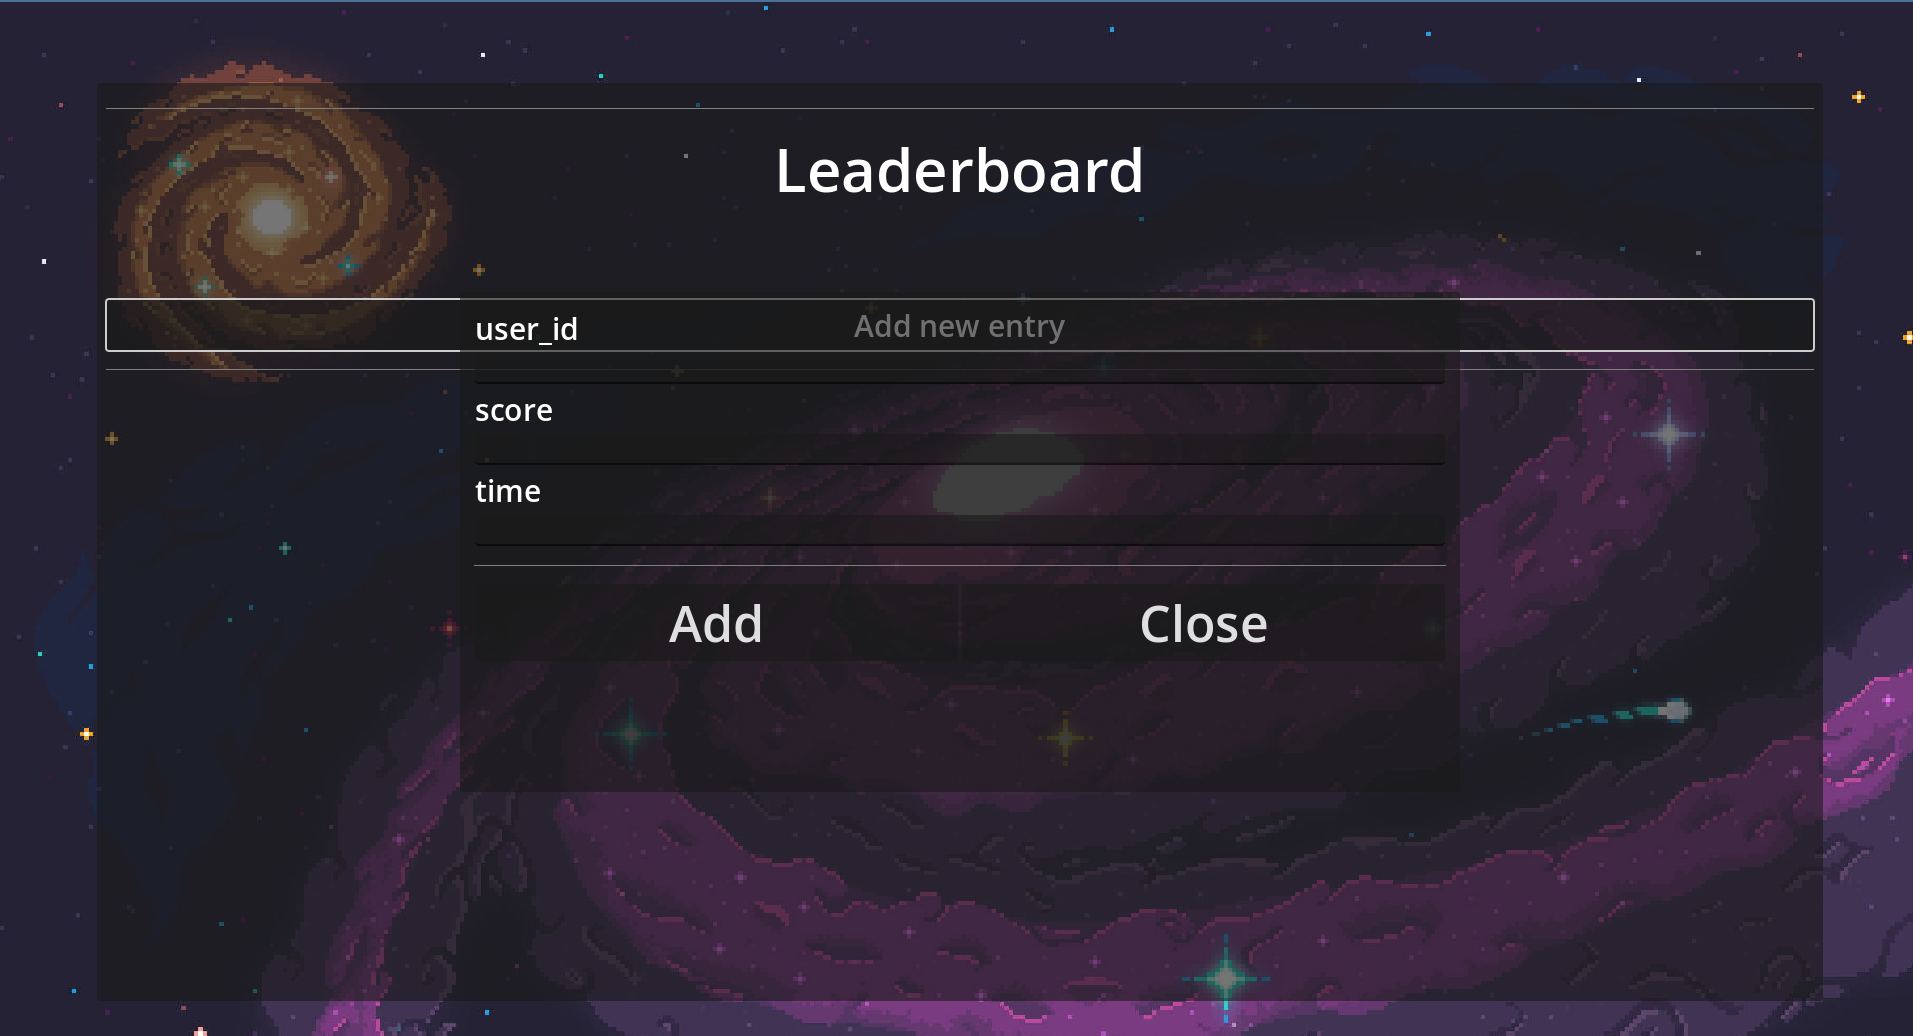 Leaderboard
Add new entry
user_id
score
time
Add
Close